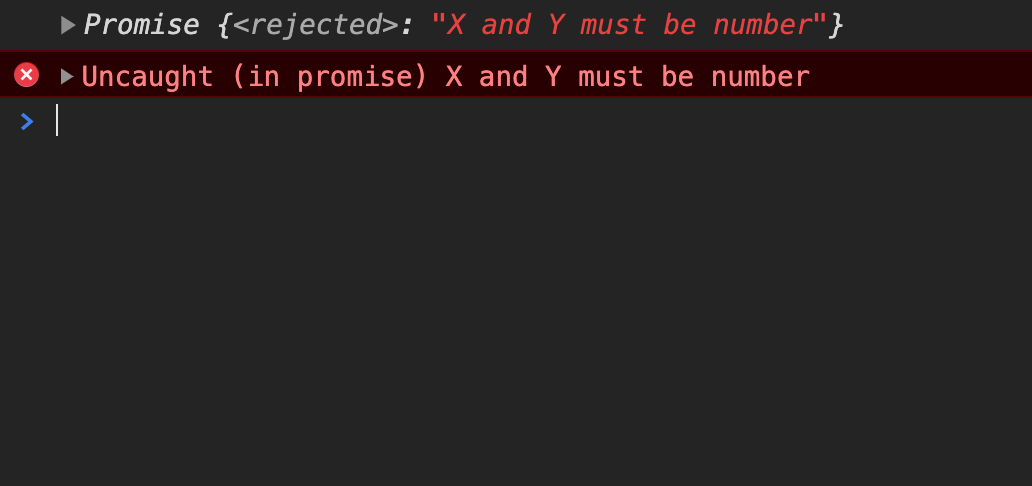 Promise {<rejected>: "X and Y must be number"}
Uncaught (in promise) X and Y must be number